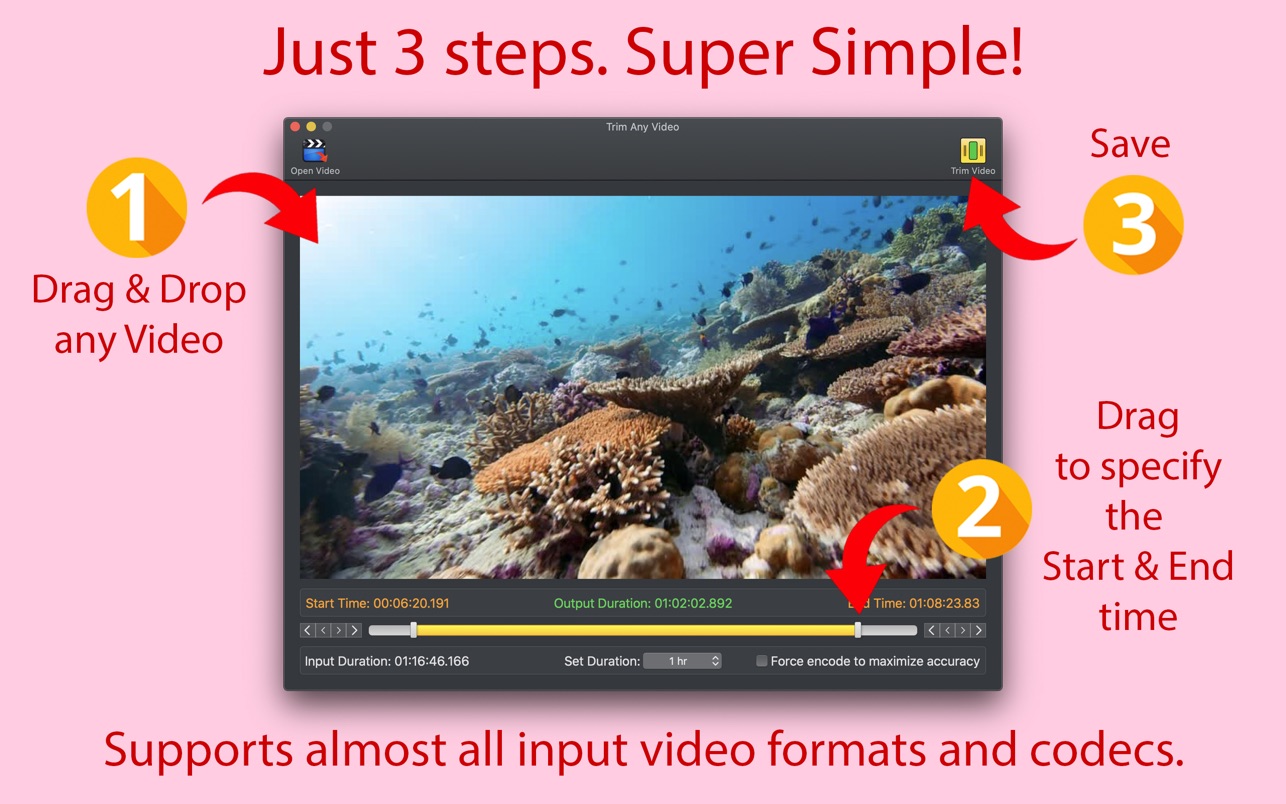 Just 3 steps. Super Simple!
Trim Any Video
Open Video
Trim Video
1
Drag & Drop
any Video
Save
3
2
Drag
to specify
the
Start & End
time
Start Time: 00:06:20.191
Output Duration: 01:02:02.892
Time: 01:08:23.83
Input Duration: 01:16:46.166
Set Duration: 1 hr
Force encode to maximize accuracy
Supports almost all input video formats and codecs.